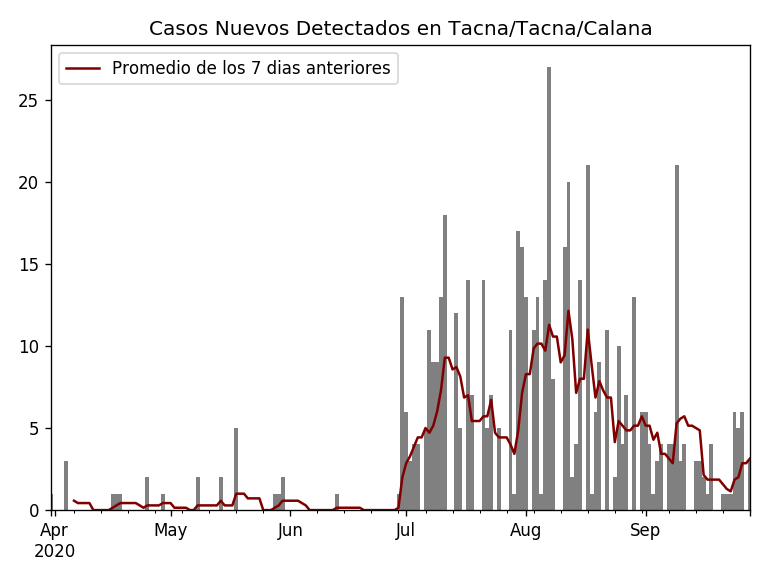 Casos Nuevos Detectados en Tacna/Tacna/Calana
Promedio de los 7 dias anteriores
25
20
15
10
5
0
Apr May Jun Jul Aug Sep
2020